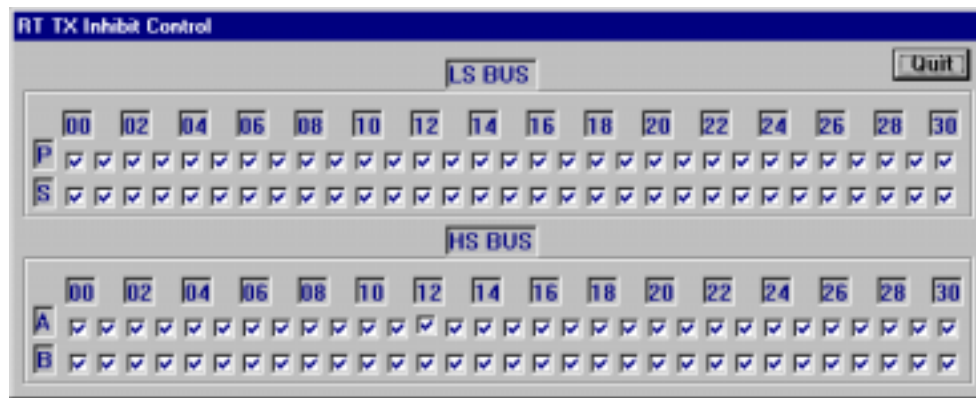 RT TX Inhibit Control
LS BUS Quit
00 02 04 06 08 10 12 14 16 18 20 22 24 26 28 30
P
S
HS BUS
00 02 04 06 08 10 12 14 16 18 20 22 24 26 28 30
A
B